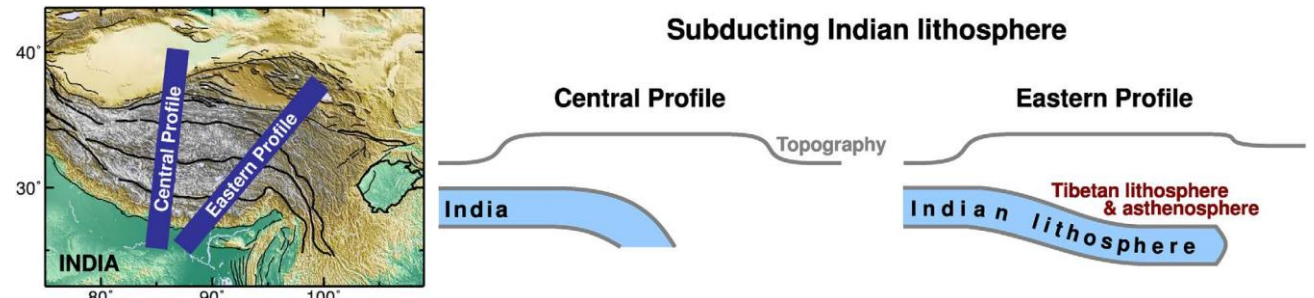 40°
30°
Central Profile
Eastern Profile
INDIA
80°
90°
100°
Subducting Indian lithosphere
Central Profile
Eastern Profile
Topography
India
Tibetan lithosphere
& asthenosphere
Indian lithosphere